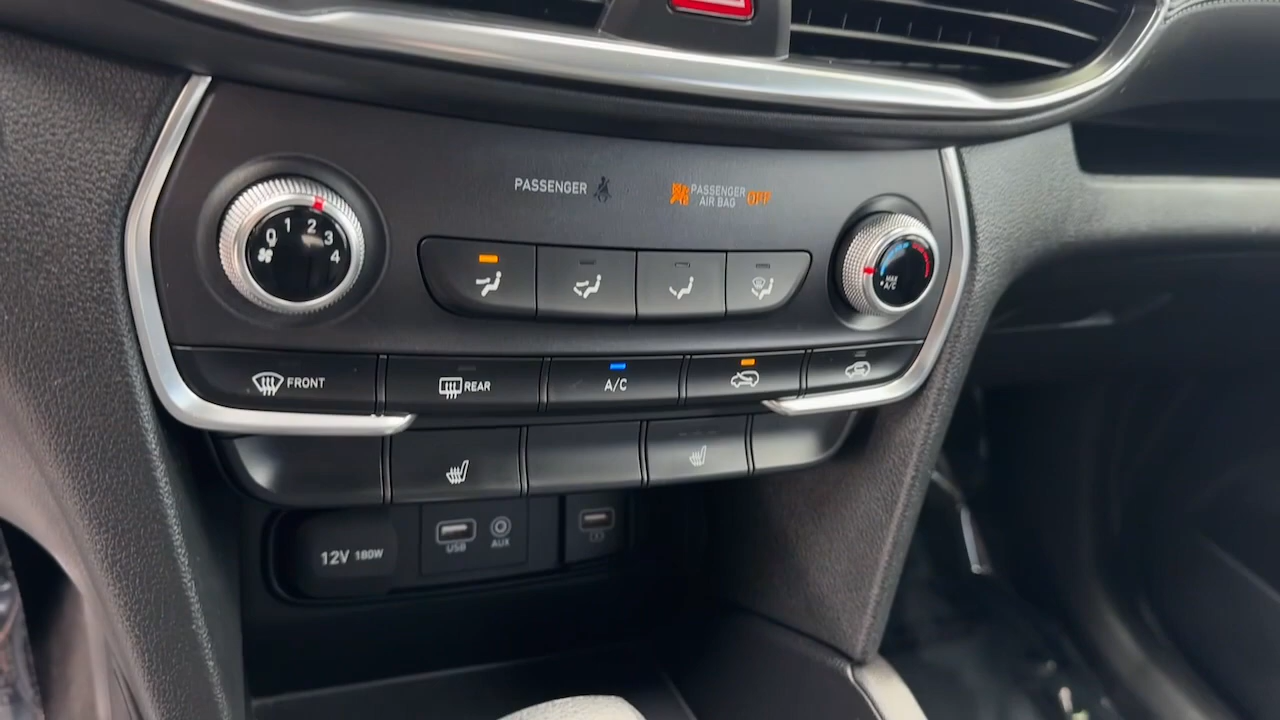 PASSENGER
PASSENGER
AIR BAG
OFF
0 1 2 3 4
MAX
A/C
FRONT
REAR
A/C
12V 180W
USB
AUX